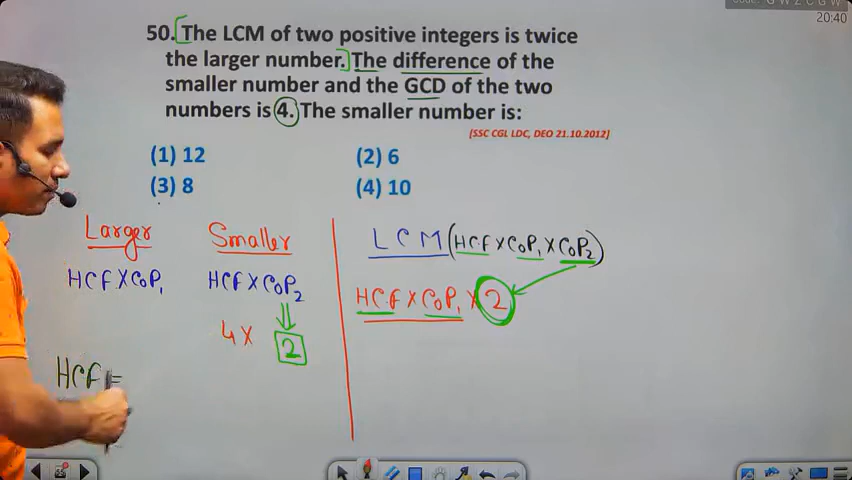 20:40
50. The LCM of two positive integers is twice
the larger number. The difference of the
smaller number and the GCD of the two
numbers is 4. The smaller number is:
[SSC CGL LDC, DEO 21.10.2012]
(1) 12 (2) 6
(3) 8 (4) 10
Larger Smaller LCM (HCF X COP1 X COP2)
HCF X COP1 HCF X COP2 HCF X COP1 X 2
4 X 2
HCF =